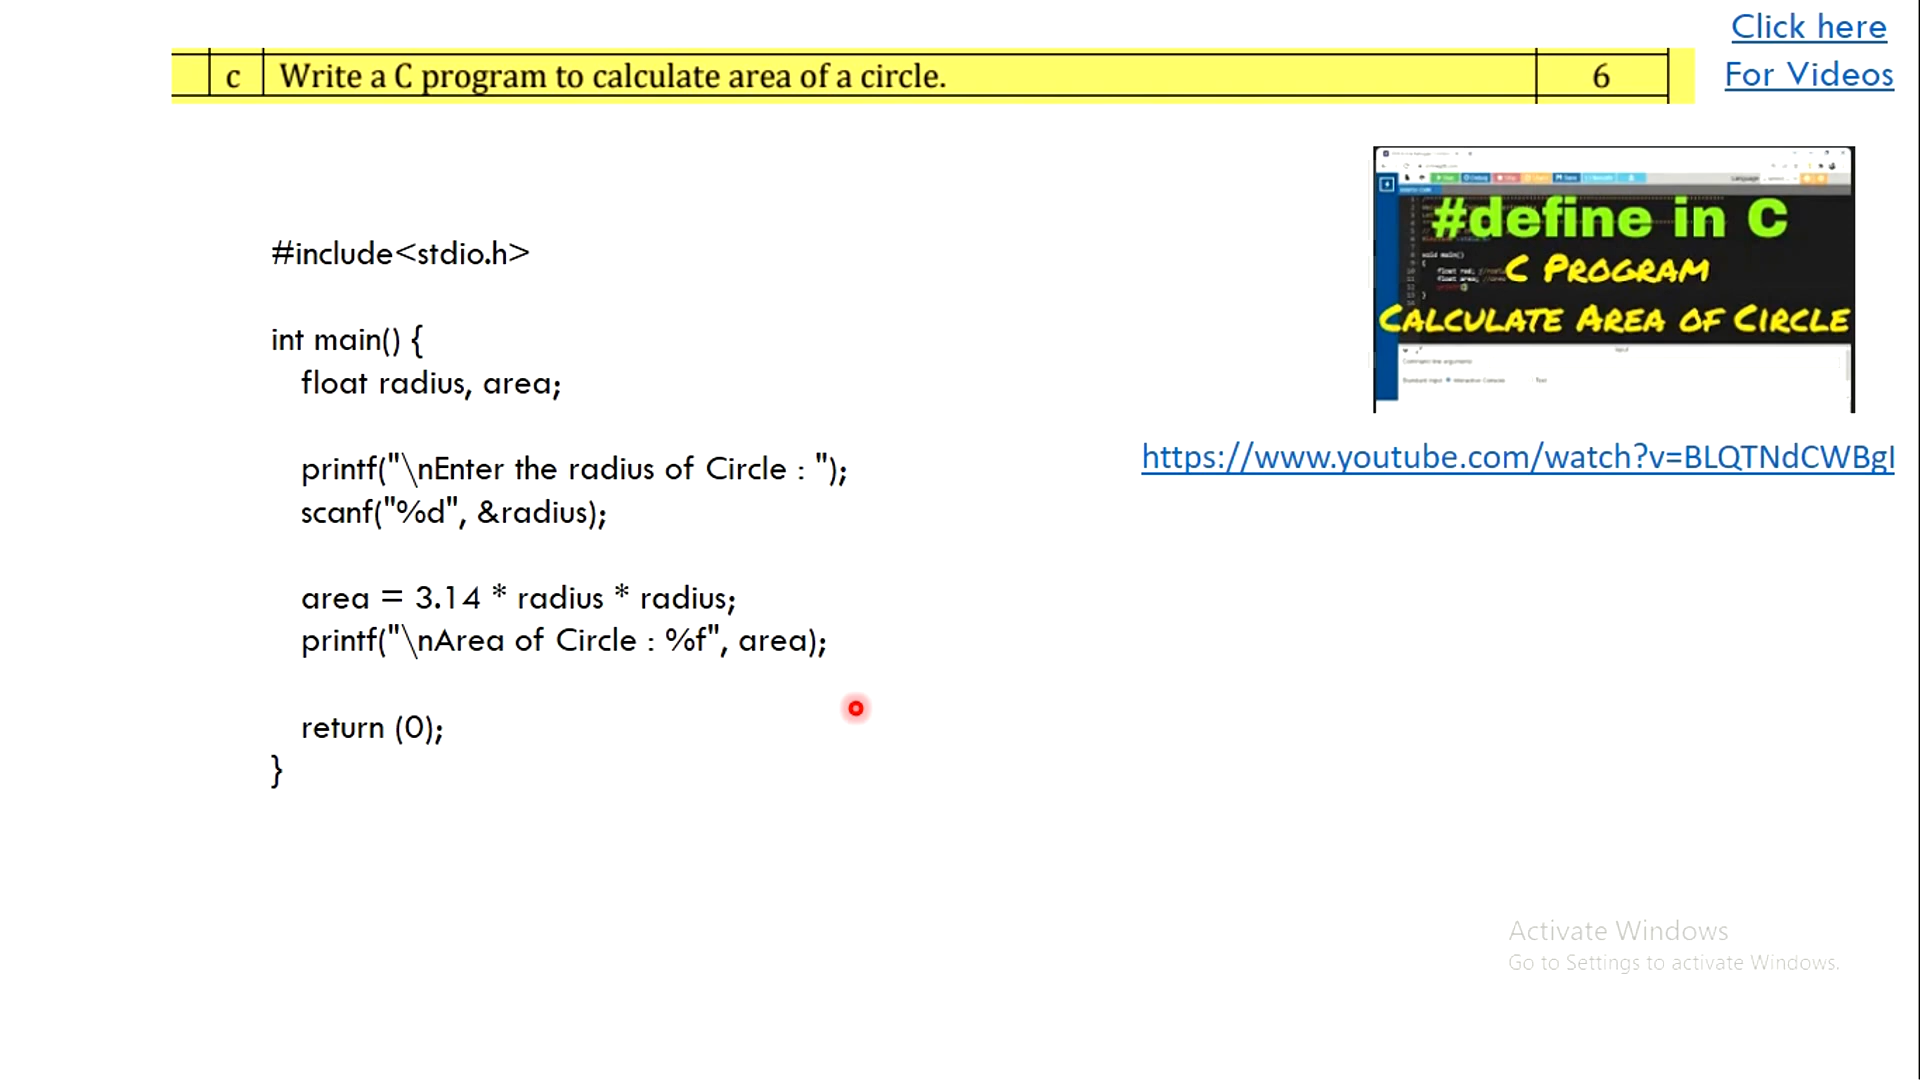 Click here
For Videos
c Write a C program to calculate area of a circle. 6
#include<stdio.h>
int main() {
float radius, area;
printf("\nEnter the radius of Circle : ");
scanf("%d", &radius);
area = 3.14 * radius * radius;
printf("\nArea of Circle : %f", area);
return (0);
}
#define in C
C Program
Calculate Area of Circle
https://www.youtube.com/watch?v=BLQTNdCWBgI
Activate Windows
Go to Settings to activate Windows.